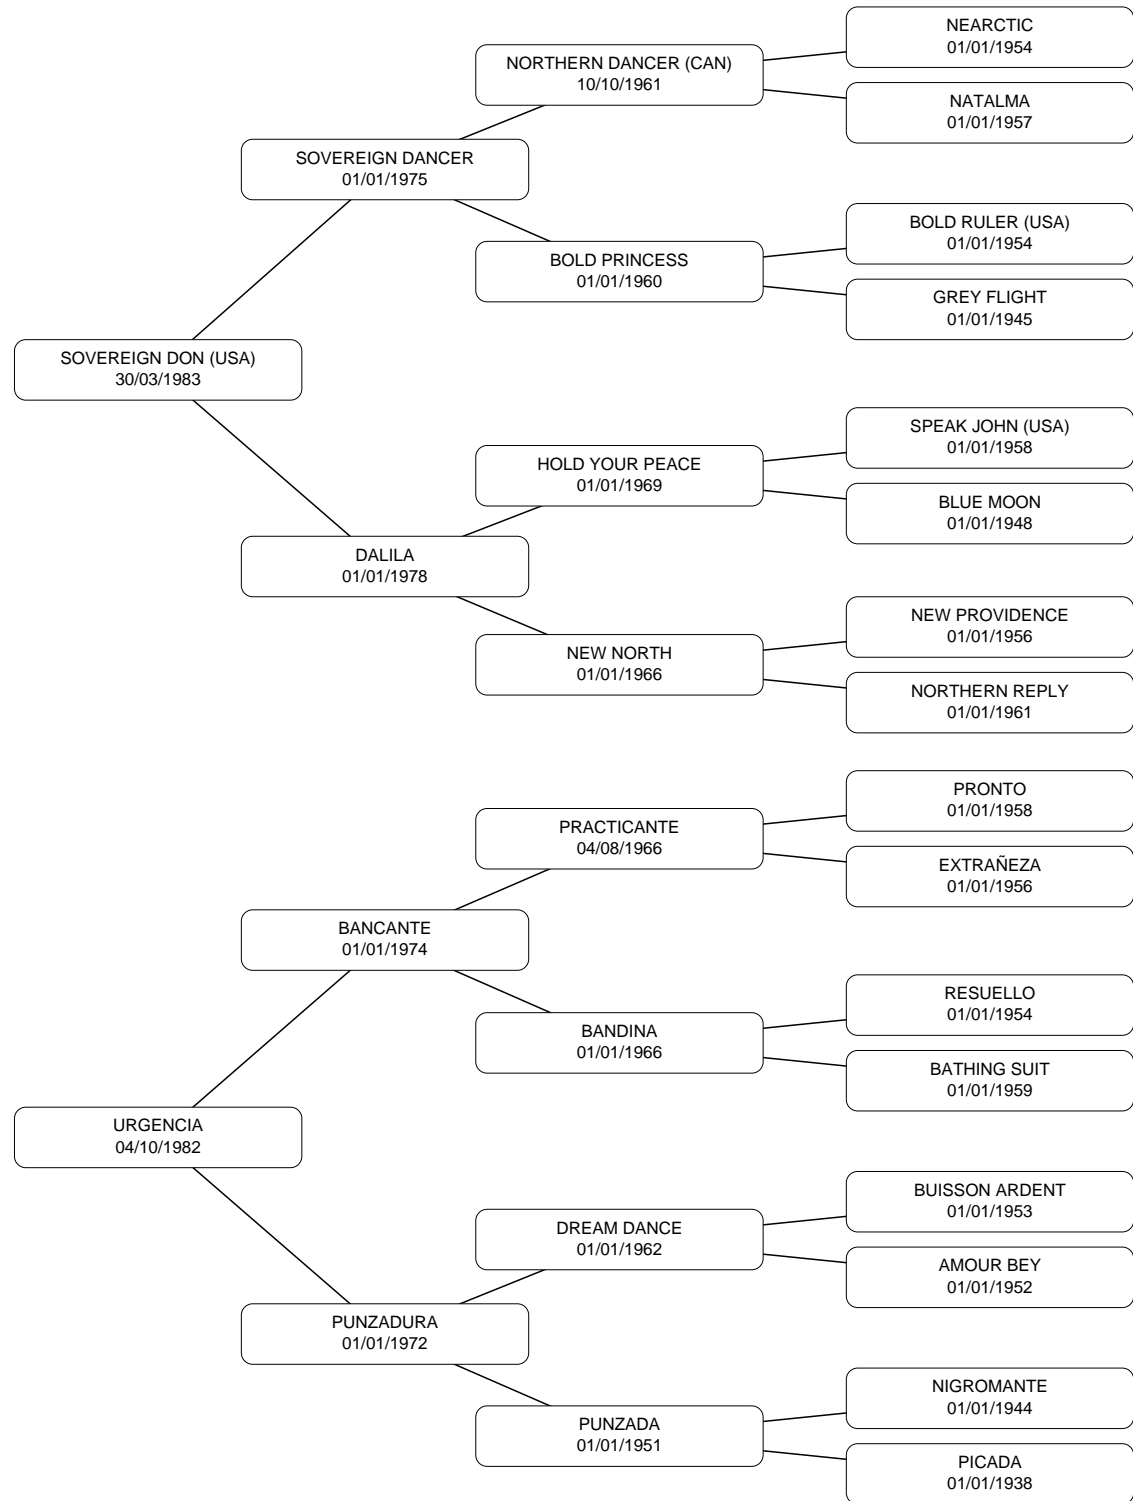 NEARCTIC
01/01/1954
NORTHERN DANCER (CAN)
10/10/1961
NATALMA
01/01/1957
SOVEREIGN DANCER
01/01/1975
BOLD RULER (USA)
01/01/1954
BOLD PRINCESS
01/01/1960
GREY FLIGHT
01/01/1945
SOVEREIGN DON (USA)
30/03/1983
SPEAK JOHN (USA)
01/01/1958
HOLD YOUR PEACE
01/01/1969
BLUE MOON
01/01/1948
DALILA
01/01/1978
NEW PROVIDENCE
01/01/1956
NEW NORTH
01/01/1966
NORTHERN REPLY
01/01/1961
PRONTO
01/01/1958
PRACTICANTE
04/08/1966
EXTRAÑEZA
01/01/1956
BANCANTE
01/01/1974
RESUELLO
01/01/1954
BANDINA
01/01/1966
BATHING SUIT
01/01/1959
URGENCIA
04/10/1982
BUISSON ARDENT
01/01/1953
DREAM DANCE
01/01/1962
AMOUR BEY
01/01/1952
PUNZADURA
01/01/1972
NIGROMANTE
01/01/1944
PUNZADA
01/01/1951
PICADA
01/01/1938